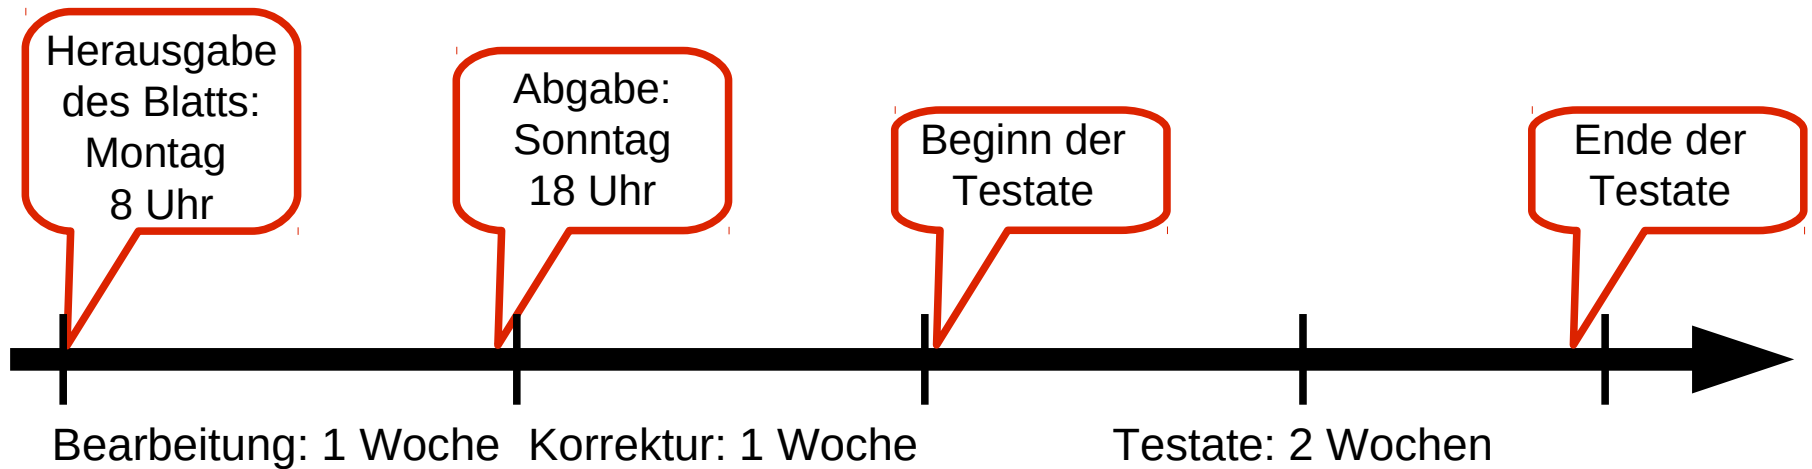 Herausgabe
des Blatts:
Montag
8 Uhr
Abgabe:
Sonntag
18 Uhr
Beginn der
Testate
Ende der
Testate
Bearbeitung: 1 Woche
Korrektur: 1 Woche
Testate: 2 Wochen